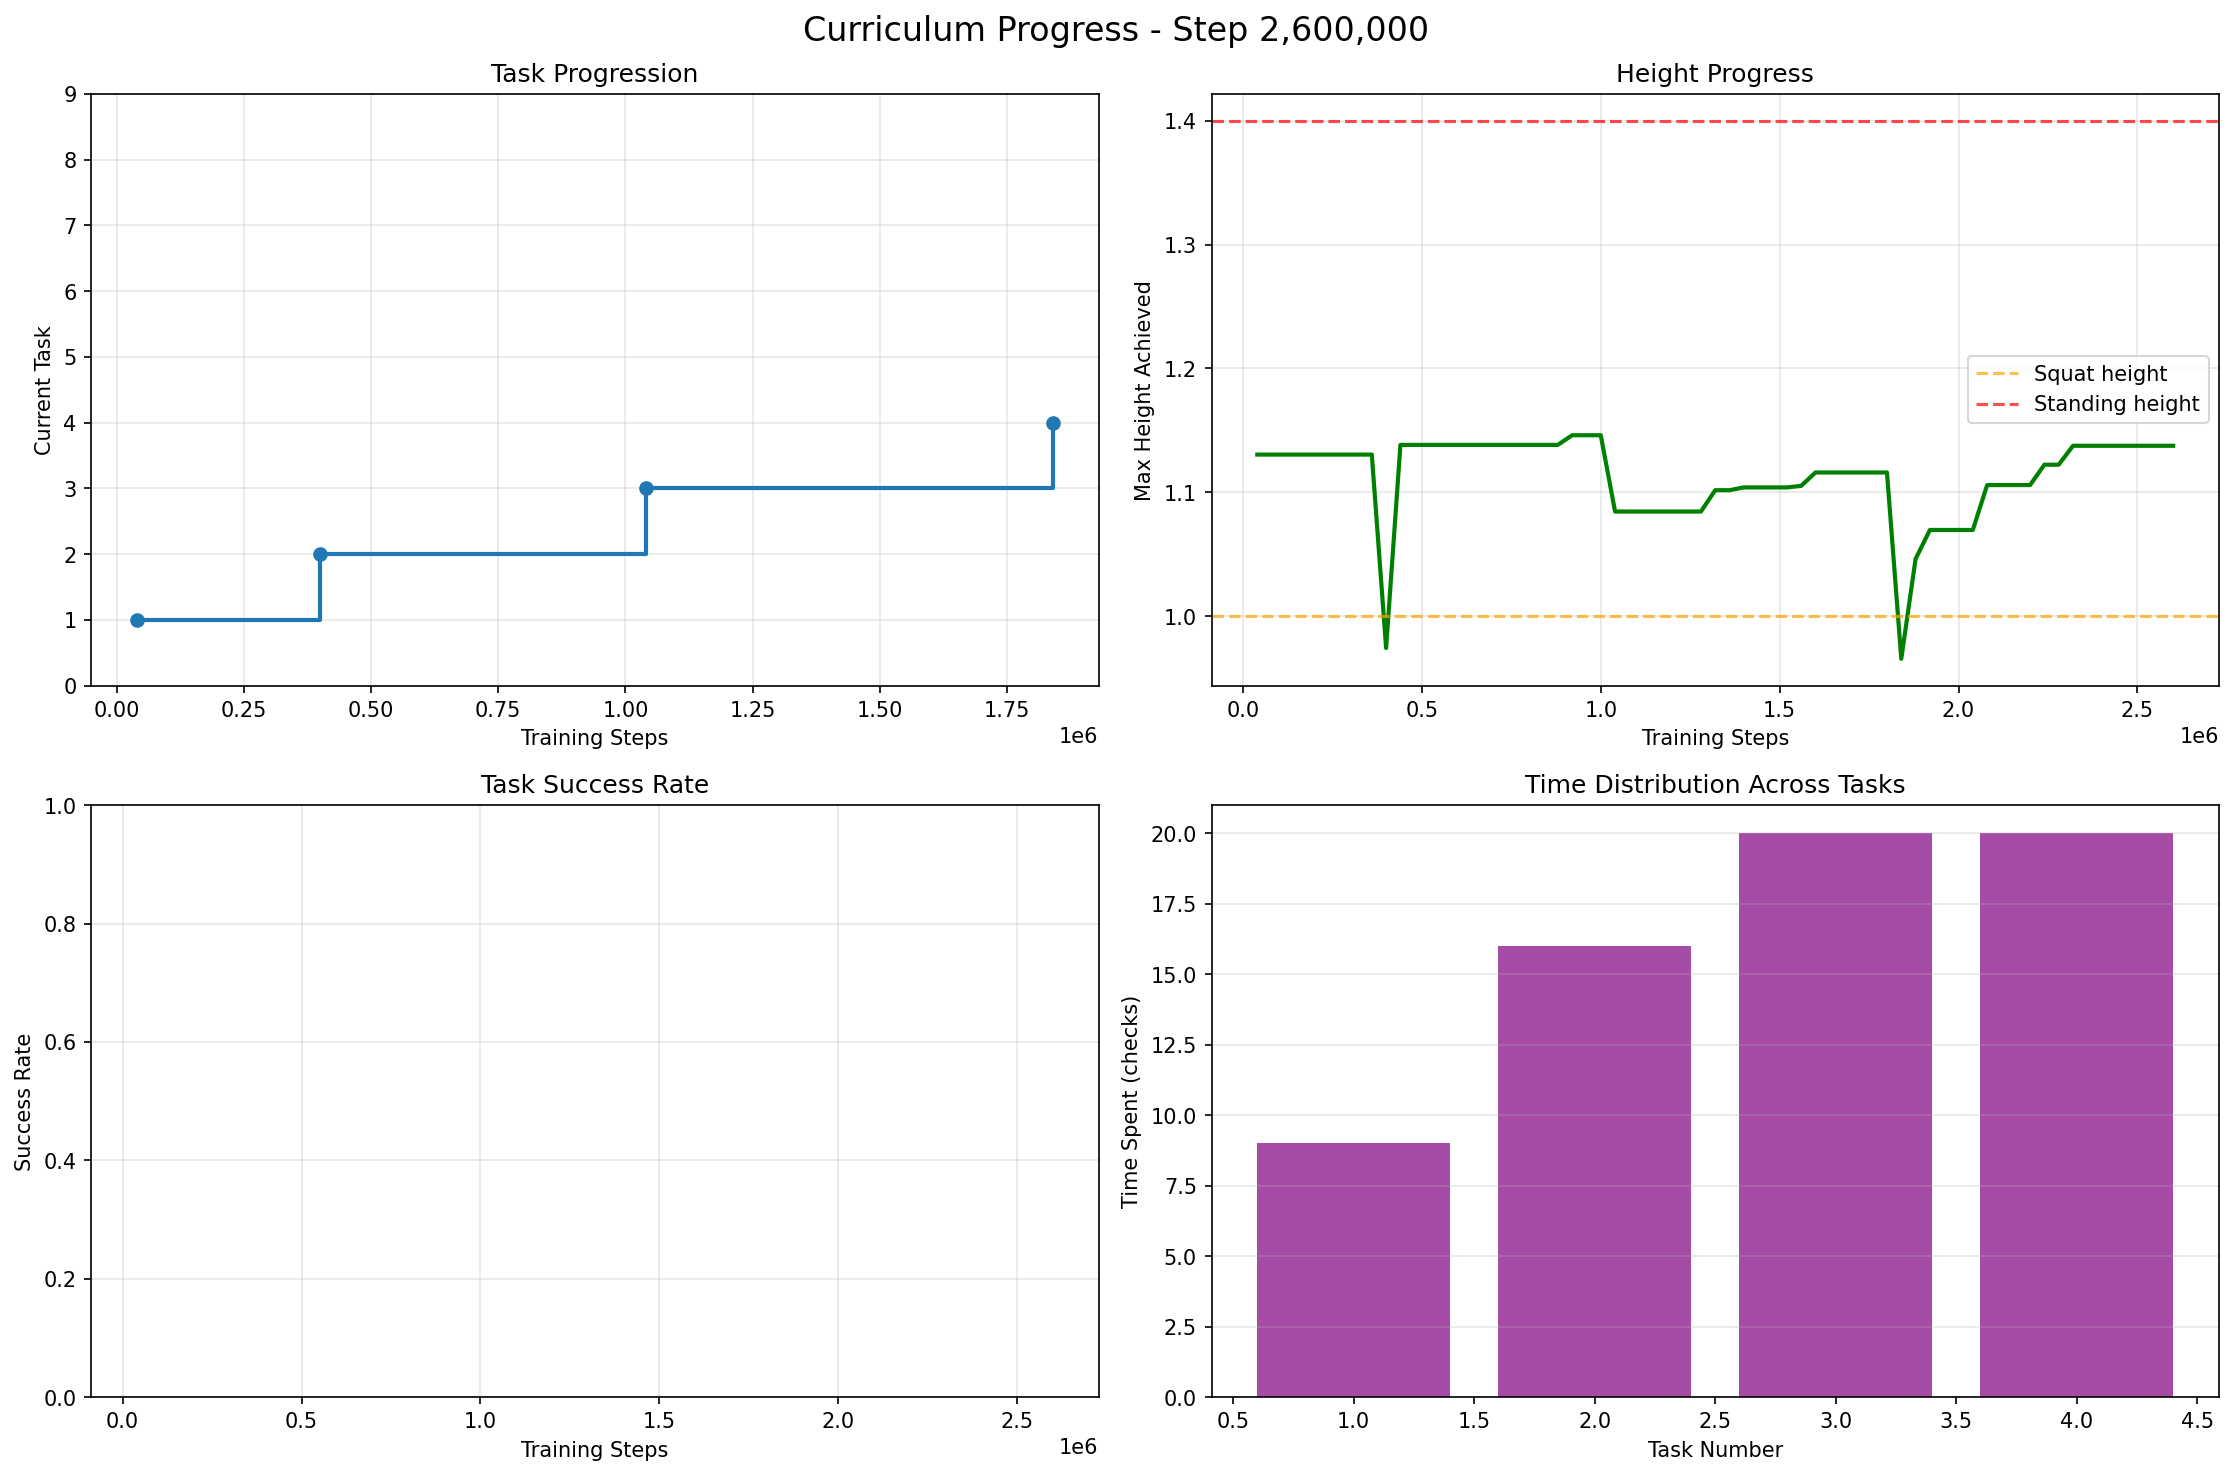 Curriculum Progress - Step 2,600,000
Task Progression
9
8
7
6
5
4
3
2
1
0
Current Task
0.00 0.25 0.50 0.75 1.00 1.25 1.50 1.75
1e6
Training Steps
Height Progress
1.4
1.3
1.2
1.1
1.0
Max Height Achieved
Squat height
Standing height
0.0 0.5 1.0 1.5 2.0 2.5
1e6
Training Steps
Task Success Rate
1.0
0.8
0.6
0.4
0.2
0.0
Success Rate
0.0 0.5 1.0 1.5 2.0 2.5
1e6
Training Steps
Time Distribution Across Tasks
20.0
17.5
15.0
12.5
10.0
7.5
5.0
2.5
0.0
Time Spent (checks)
0.5 1.0 1.5 2.0 2.5 3.0 3.5 4.0 4.5
Task Number